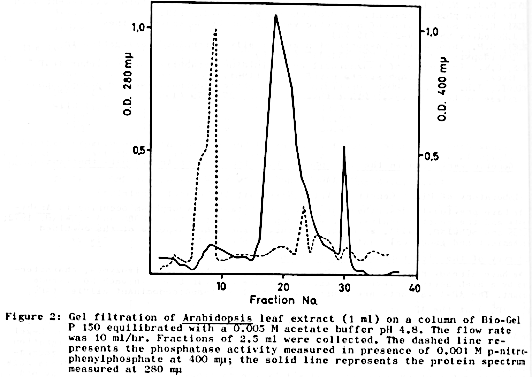 1,0
1,0
O.D. 280 mµ
O.D. 400 mµ
0,5
0,5
10
20
30
40
Fraction No.
Figure 2: Gel filtration of Arabidopsis leaf extract (1 ml) on a column of Bio-Gel
P 150 equilibrated with a 0.005 M acetate buffer pH 4.8. The flow rate
was 10 ml/hr. Fractions of 2.5 ml were collected. The dashed line re-
presents the phosphatase activity measured in presence of 0.001 M p-nitro-
phenylphosphate at 400 mµ; the solid line represents the protein spectrum
measured at 280 mµ